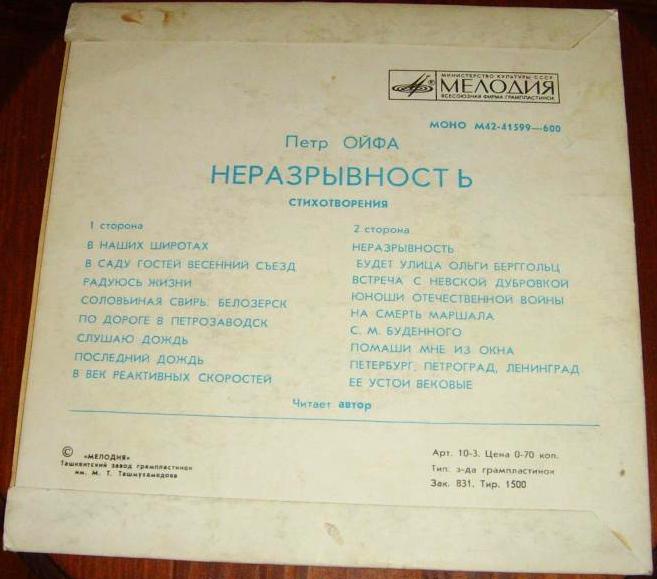 МИНИСТЕРСТВО КУЛЬТУРЫ СССР
МЕЛОДИЯ
ВСЕСОЮЗНАЯ ФИРМА ГРАМПЛАСТИНОК
МОНО М42-41599—600
Петр ОЙФА
НЕРАЗРЫВНОСТЬ
СТИХОТВОРЕНИЯ
1 сторона
В НАШИХ ШИРОТАХ
В САДУ ГОСТЕЙ ВЕСЕННИЙ СЪЕЗД
РАДУЮСЬ ЖИЗНИ
СОЛОВЬИНАЯ СВИРЬ. БЕЛОЗЕРСК
ПО ДОРОГЕ В ПЕТРОЗАВОДСК
СЛУШАЮ ДОЖДЬ
ПОСЛЕДНИЙ ДОЖДЬ
В ВЕК РЕАКТИВНЫХ СКОРОСТЕЙ
2 сторона
НЕРАЗРЫВНОСТЬ
БУДЕТ УЛИЦА ОЛЬГИ БЕРГГОЛЬЦ
ВСТРЕЧА С НЕВСКОЙ ДУБРОВКОЙ
ЮНОШИ ОТЕЧЕСТВЕННОЙ ВОЙНЫ
НА СМЕРТЬ МАРШАЛА
С. М. БУДЕННОГО
ПОМАШИ МНЕ ИЗ ОКНА
ПЕТЕРБУРГ, ПЕТРОГРАД, ЛЕНИНГРАД
ЕЕ УСТОИ ВЕКОВЫЕ
Читает автор
© «МЕЛОДИЯ»
Ташкентский завод грампластинок
им. М. Т. Ташмухамедова
Арт. 10-3. Цена 0-70 коп.
Тип. з-да грампластинок
Зак. 831. Тир. 1500